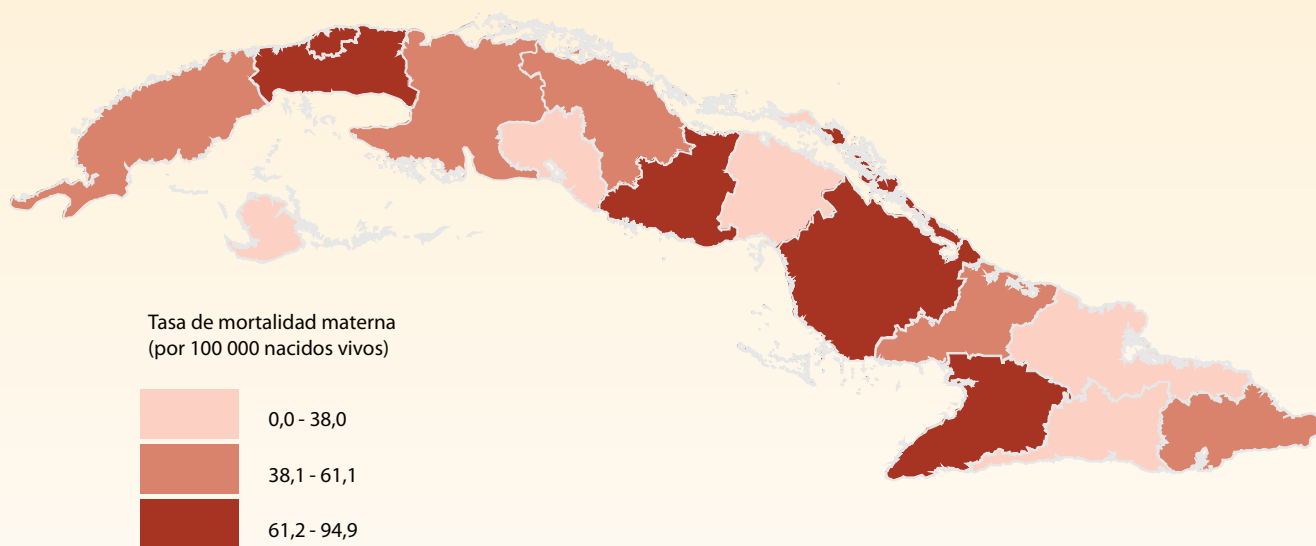 Tasa de mortalidad materna
(por 100 000 nacidos vivos)
0,0 - 38,0
38,1 - 61,1
61,2 - 94,9